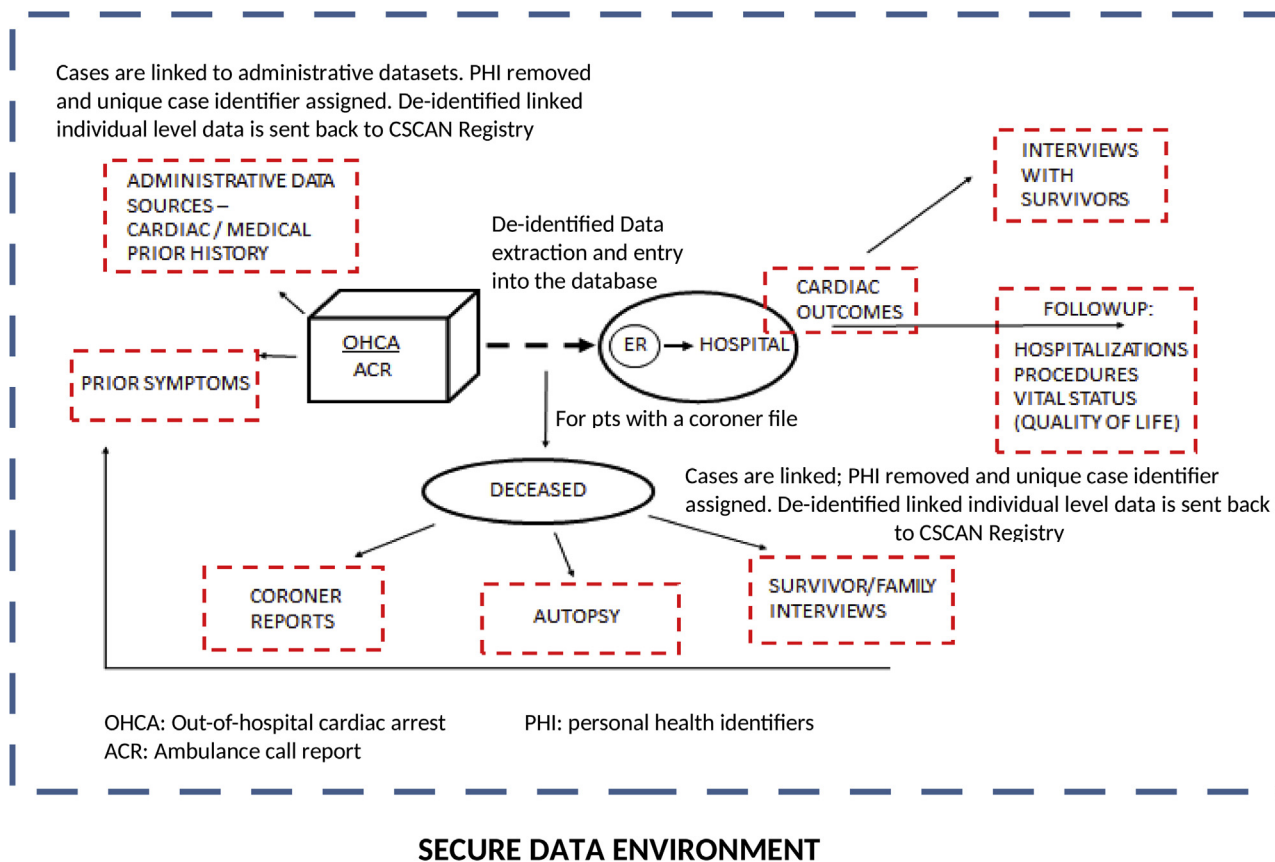 Cases are linked to administrative datasets. PHI removed
and unique case identifier assigned. De-identified linked
individual level data is sent back to CSCAN Registry
ADMINISTRATIVE DATA
SOURCES –
CARDIAC / MEDICAL
PRIOR HISTORY
INTERVIEWS
WITH
SURVIVORS
De-identified Data
extraction and entry
into the database
CARDIAC
OUTCOMES
FOLLOWUP:
HOSPITALIZATIONS
PROCEDURES
VITAL STATUS
(QUALITY OF LIFE)
OHCA
ACR
ER
HOSPITAL
PRIOR SYMPTOMS
For pts with a coroner file
DECEASED
Cases are linked; PHI removed and unique case identifier
assigned. De-identified linked individual level data is sent back
to CSCAN Registry
CORONER
REPORTS
AUTOPSY
SURVIVOR/FAMILY
INTERVIEWS
OHCA: Out-of-hospital cardiac arrest
ACR: Ambulance call report
PHI: personal health identifiers
SECURE DATA ENVIRONMENT